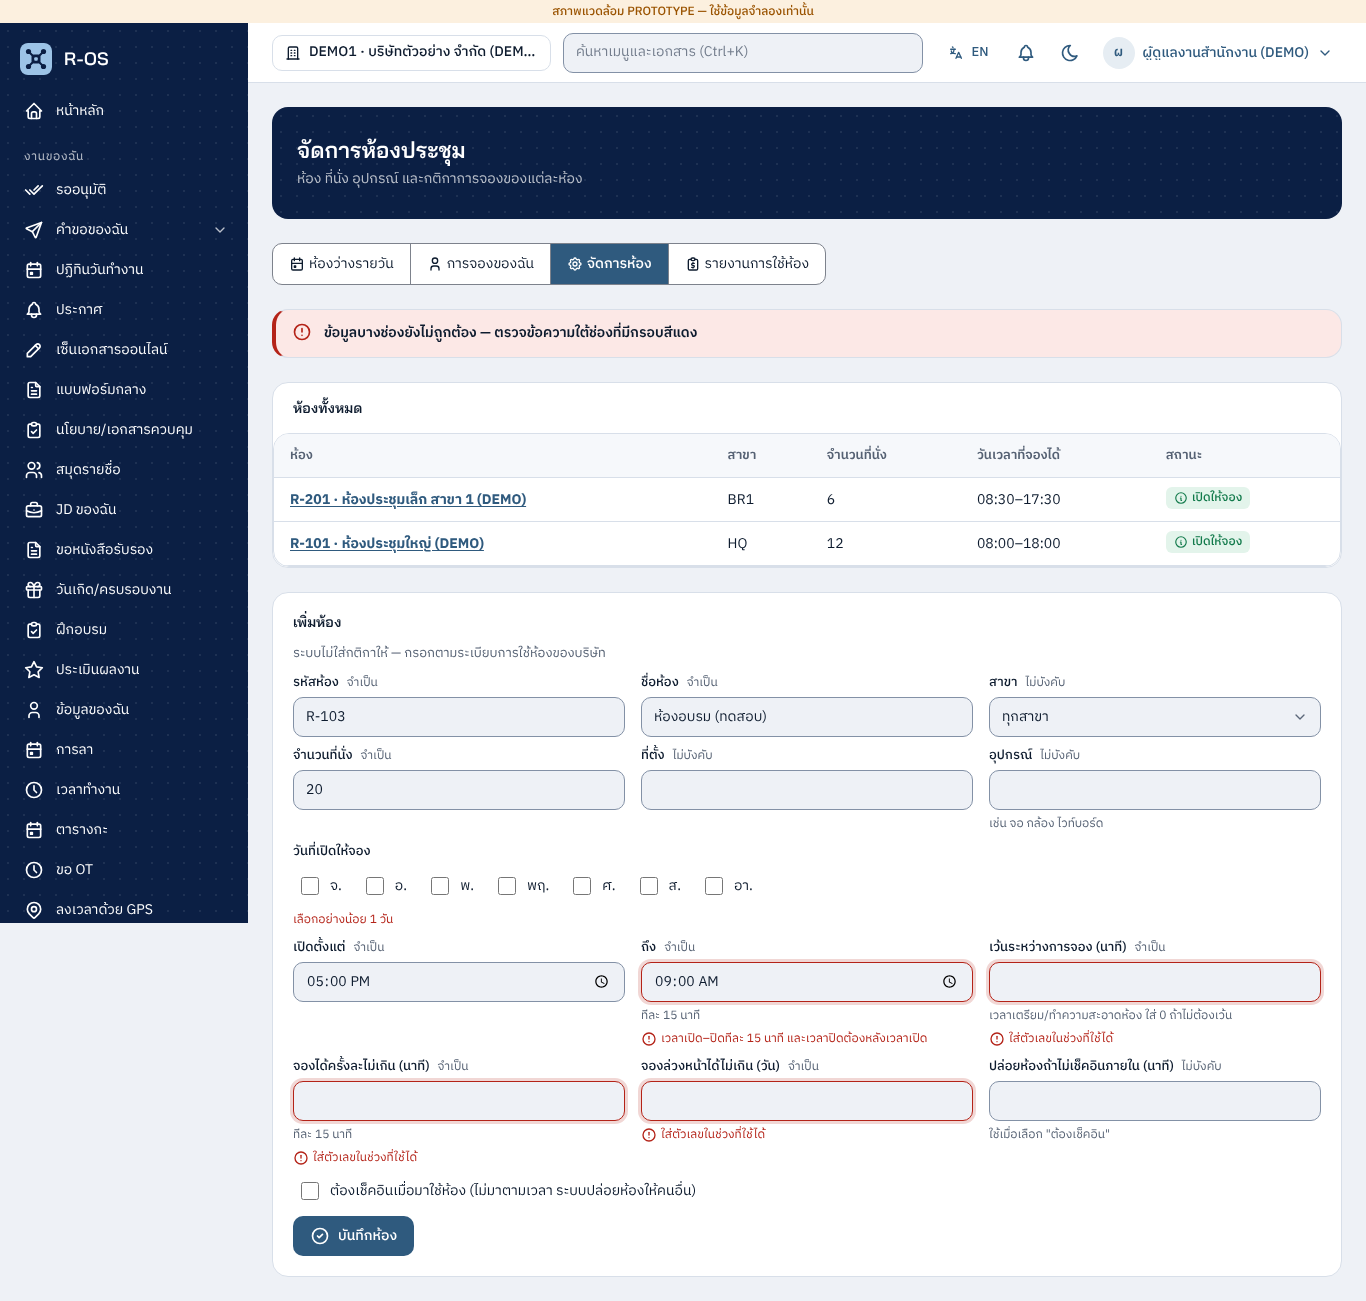 สภาพแวดล้อม PROTOTYPE — ใช้ข้อมูลจำลองเท่านั้น
R-OS
DEMO1 · บริษัทตัวอย่าง จำกัด (DEM...
ค้นหาเมนูและเอกสาร (Ctrl+K)
EN
ผ
ผู้ดูแลงานสำนักงาน (DEMO)
หน้าหลัก
งานของฉัน
รออนุมัติ
คำขอของฉัน
ปฏิทินวันทำงาน
ประกาศ
เซ็นเอกสารออนไลน์
แบบฟอร์มกลาง
นโยบาย/เอกสารควบคุม
สมุดรายชื่อ
JD ของฉัน
ขอหนังสือรับรอง
วันเกิด/ครบรอบงาน
ฝึกอบรม
ประเมินผลงาน
ข้อมูลของฉัน
การลา
เวลาทำงาน
ตารางกะ
ขอ OT
ลงเวลาด้วย GPS
จัดการห้องประชุม
ห้อง ที่นั่ง อุปกรณ์ และกติกาการจองของแต่ละห้อง
ห้องว่างรายวัน
การจองของฉัน
จัดการห้อง
รายงานการใช้ห้อง
ข้อมูลบางช่องยังไม่ถูกต้อง — ตรวจข้อความใต้ช่องที่มีกรอบสีแดง
ห้องทั้งหมด
ห้อง สาขา จำนวนที่นั่ง วันเวลาที่จองได้ สถานะ
R-201 · ห้องประชุมเล็ก สาขา 1 (DEMO) BR1 6 08:30–17:30 เปิดให้จอง
R-101 · ห้องประชุมใหญ่ (DEMO) HQ 12 08:00–18:00 เปิดให้จอง
เพิ่มห้อง
ระบบไม่ใส่กติกาให้ — กรอกตามระเบียบการใช้ห้องของบริษัท
รหัสห้อง จำเป็น ชื่อห้อง จำเป็น สาขา ไม่บังคับ
R-103 ห้องอบรม (ทดสอบ) ทุกสาขา
จำนวนที่นั่ง จำเป็น ที่ตั้ง ไม่บังคับ อุปกรณ์ ไม่บังคับ
20
เช่น จอ กล้อง ไวท์บอร์ด
วันที่เปิดให้จอง
จ. อ. พ. พฤ. ศ. ส. อา.
เลือกอย่างน้อย 1 วัน
เปิดตั้งแต่ จำเป็น ถึง จำเป็น เว้นระหว่างการจอง (นาที) จำเป็น
05:00 PM 09:00 AM
ทีละ 15 นาที เวลาเตรียม/ทำความสะอาดห้อง ใส่ 0 ถ้าไม่ต้องเว้น
เวลาเปิด–ปิดทีละ 15 นาที และเวลาปิดต้องหลังเวลาเปิด ใส่ตัวเลขในช่วงที่ใช้ได้
จองได้ครั้งละไม่เกิน (นาที) จำเป็น จองล่วงหน้าได้ไม่เกิน (วัน) จำเป็น ปล่อยห้องถ้าไม่เช็คอินภายใน (นาที) ไม่บังคับ
ทีละ 15 นาที ใส่ตัวเลขในช่วงที่ใช้ได้ ใช้เมื่อเลือก "ต้องเช็คอิน"
ใส่ตัวเลขในช่วงที่ใช้ได้
ต้องเช็คอินเมื่อมาใช้ห้อง (ไม่มาตามเวลา ระบบปล่อยห้องให้คนอื่น)
บันทึกห้อง